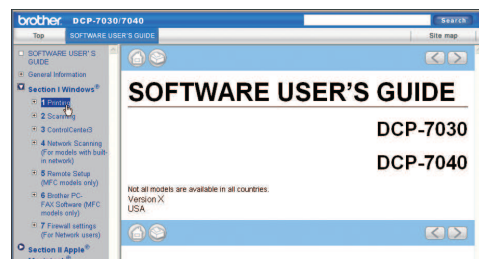 brother DCP-7030/7040
Search
Top SOFTWARE USER'S GUIDE Site map
SOFTWARE USER'S
GUIDE
General Information
Section I Windows®
1 Printing
2 Scanning
3 ControlCenter3
4 Network Scanning
(For models with built-
in network)
5 Remote Setup
(MFC models only)
6 Brother PC-
FAX Software (MFC
models only)
7 Firewall settings
(For Network users)
Section II Apple®
SOFTWARE USER'S GUIDE
DCP-7030
DCP-7040
Not all models are available in all countries.
Version X
USA